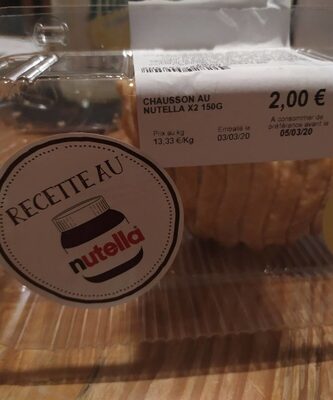 CHAUSSON AU
NUTELLA X2 150G
2,00 €
Prix au kg
13,33 €/Kg
Emballé le
03/03/20
A consommer de
préférence avant le
05/03/20
RECETTE AU
nutella